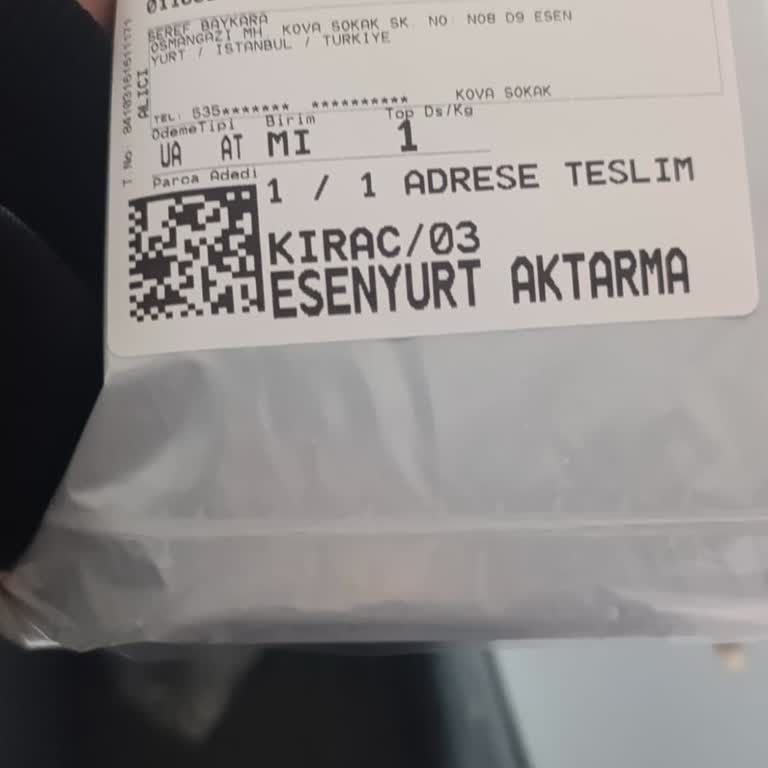 ŞEREF BAYKARA
OSMANGAZI MH. KOVA SOKAK SK. NO: NO8 D9 ESEN
YURT / ISTANBUL / TURKIYE
ALICI
KOVA SOKAK
TEL: 535******* **********
OdemeTipi Birim Top Ds/Kg
UA AT MI 1
Parca Adedi
1 / 1 ADRESE TESLIM
KIRAC/03
ESENYURT AKTARMA